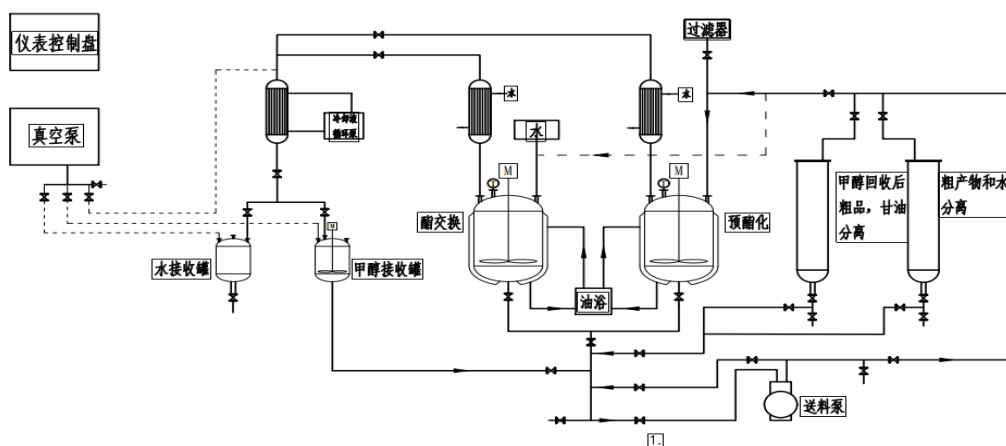 仪表控制盘
过滤器
真空泵
冷却液
循环泵
水
水
水
M
M
酯交换
预酯化
甲醇回收后
粗品，甘油
分离
粗产物和水
分离
M
水接收罐
甲醇接收罐
油浴
送料泵
1.